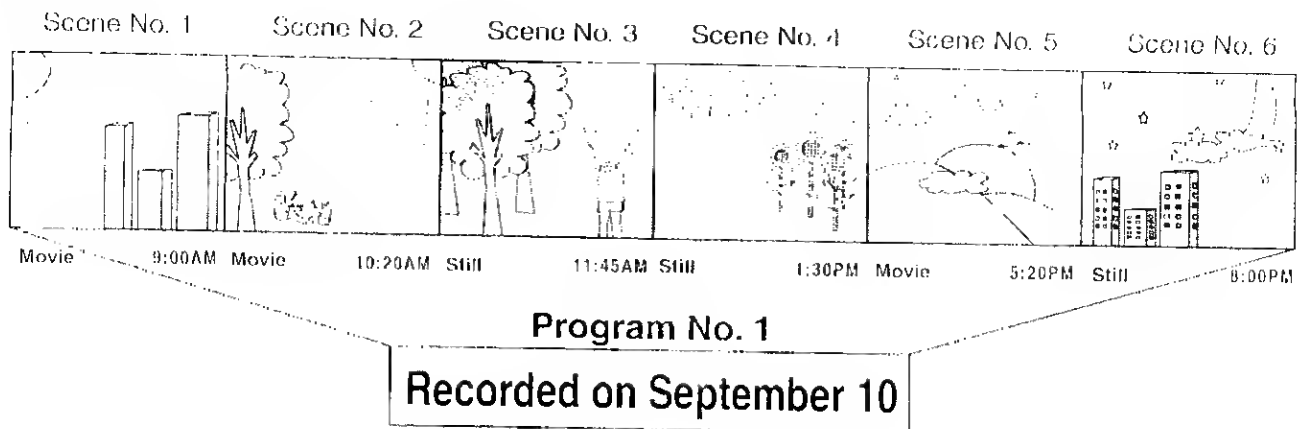 Scene No. 1 Scene No. 2 Scene No. 3 Scene No. 4 Scene No. 5 Scene No. 6
Movie 9:00AM Movie 10:20AM Still 11:45AM Still 1:30PM Movie 5:20PM Still 8:00PM
Program No. 1
Recorded on September 10